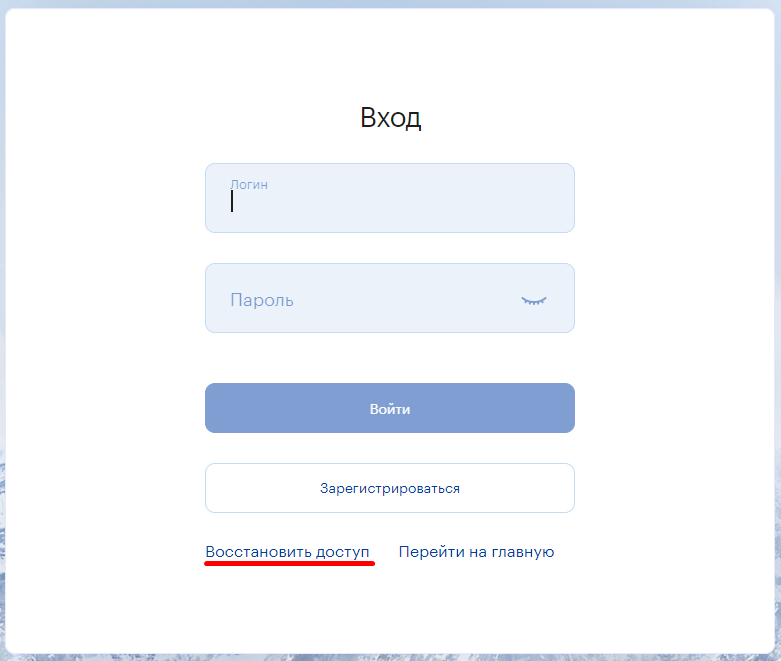 Вход
Логин
Пароль
Войти
Зарегистрироваться
Восстановить доступ Перейти на главную